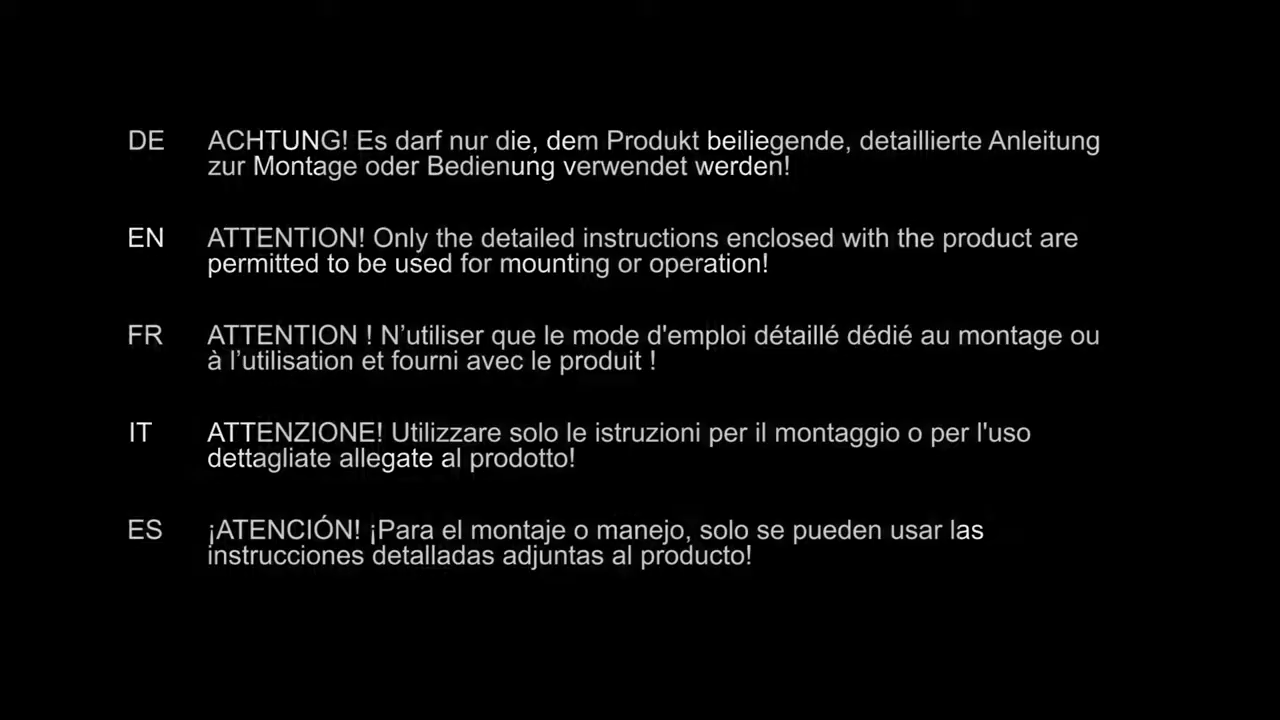 DE ACHTUNG! Es darf nur die, dem Produkt beiliegende, detaillierte Anleitung
zur Montage oder Bedienung verwendet werden!
EN ATTENTION! Only the detailed instructions enclosed with the product are
permitted to be used for mounting or operation!
FR ATTENTION ! N’utiliser que le mode d'emploi détaillé dédié au montage ou
à l’utilisation et fourni avec le produit !
IT ATTENZIONE! Utilizzare solo le istruzioni per il montaggio o per l'uso
dettagliate allegate al prodotto!
ES ¡ATENCIÓN! ¡Para el montaje o manejo, solo se pueden usar las
instrucciones detalladas adjuntas al producto!